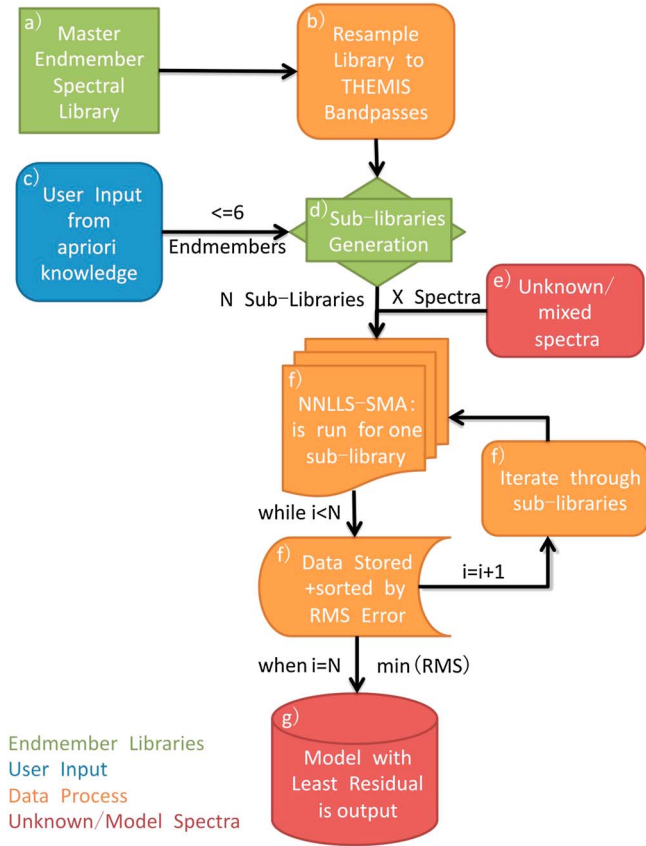 a)
Master
Endmember
Spectral
Library
b)
Resample
Library to
THEMIS
Bandpasses
c)
User Input
from
apriori
knowledge
<=6
Endmembers
d)
Sub-libraries
Generation
N Sub-Libraries
X Spectra
e)
Unknown/
mixed
spectra
f)
NNLLS-SMA:
is run for one
sub-library
f)
Iterate through
sub-libraries
while i<N
f)
Data Stored
+sorted by
RMS Error
i=i+1
when i=N
min(RMS)
g)
Model with
Least Residual
is output
Endmember Libraries
User Input
Data Process
Unknown/Model Spectra